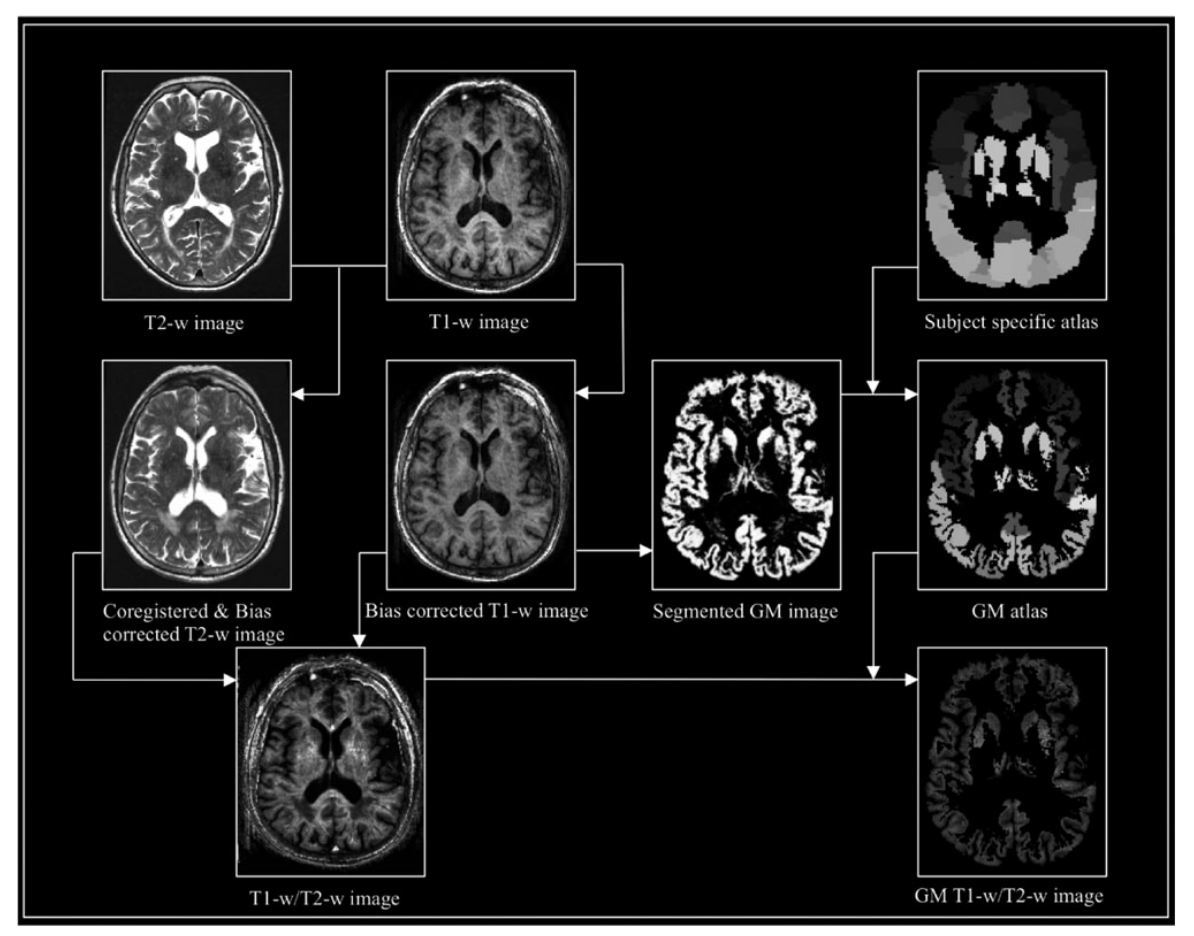 T2-w image
T1-w image
Subject specific atlas
Coregistered & Bias
corrected T2-w image
Bias corrected T1-w image
Segmented GM image
GM atlas
T1-w/T2-w image
GM T1-w/T2-w image